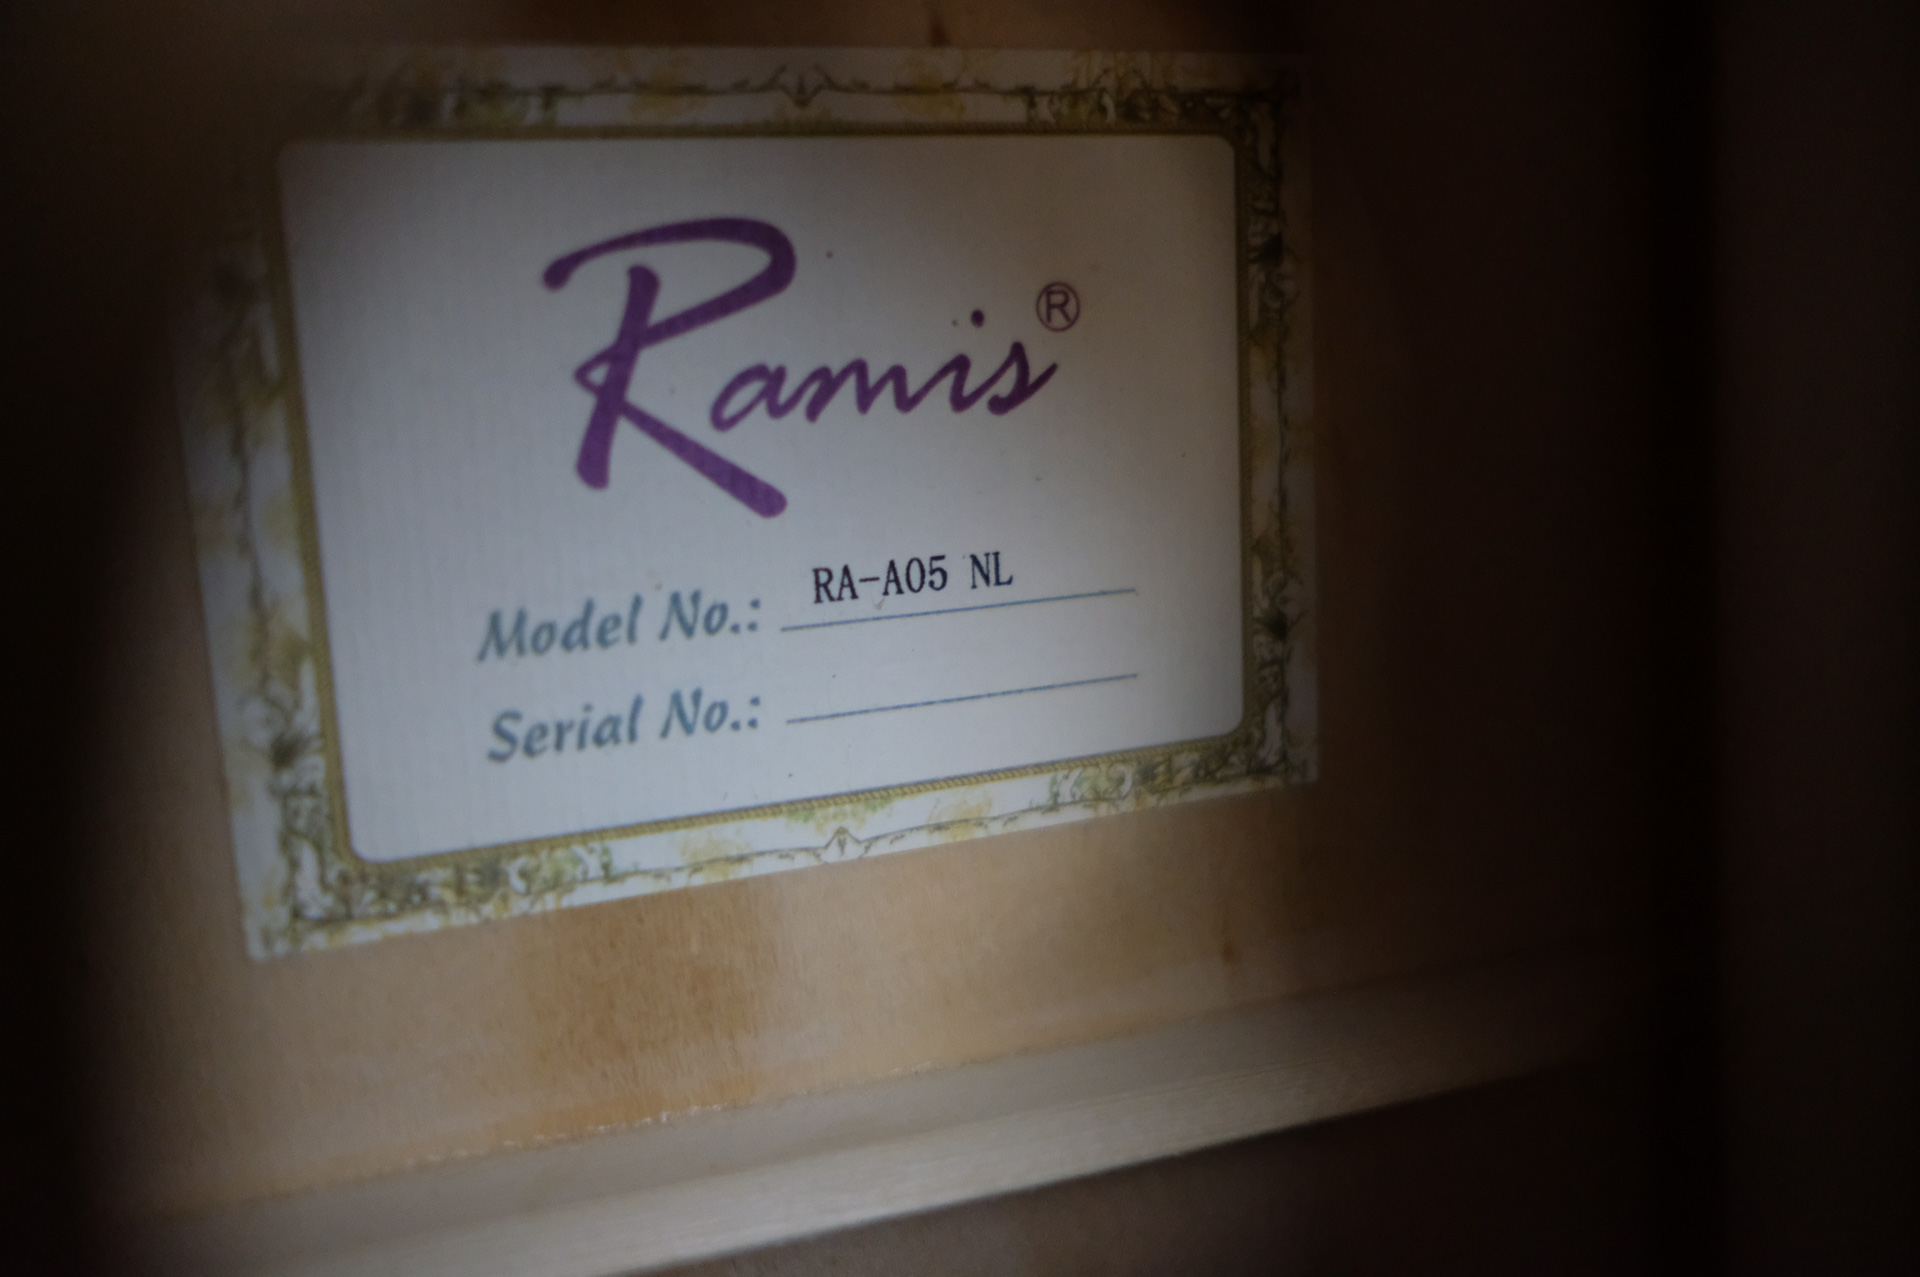 Ramis®
Model No.: RA-A05 NL
Serial No.: